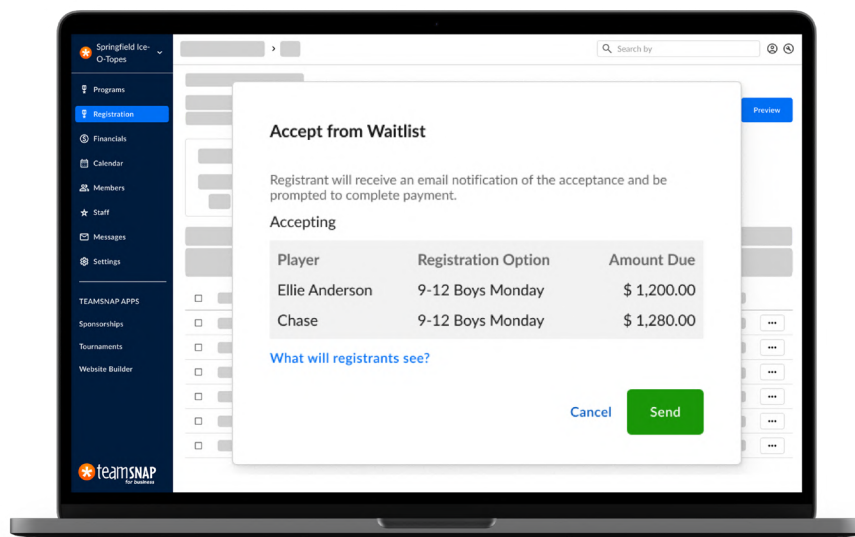 Springfield Ice-
O-Topes
Search by
Programs
Registration
Financials
Calendar
Members
Staff
Messages
Settings
TEAMSNAP APPS
Sponsorships
Tournaments
Website Builder
teamsnap
for business
Preview
Accept from Waitlist
Registrant will receive an email notification of the acceptance and be
prompted to complete payment.
Accepting
Player Registration Option Amount Due
Ellie Anderson 9-12 Boys Monday $ 1,200.00
Chase 9-12 Boys Monday $ 1,280.00
What will registrants see?
Cancel Send